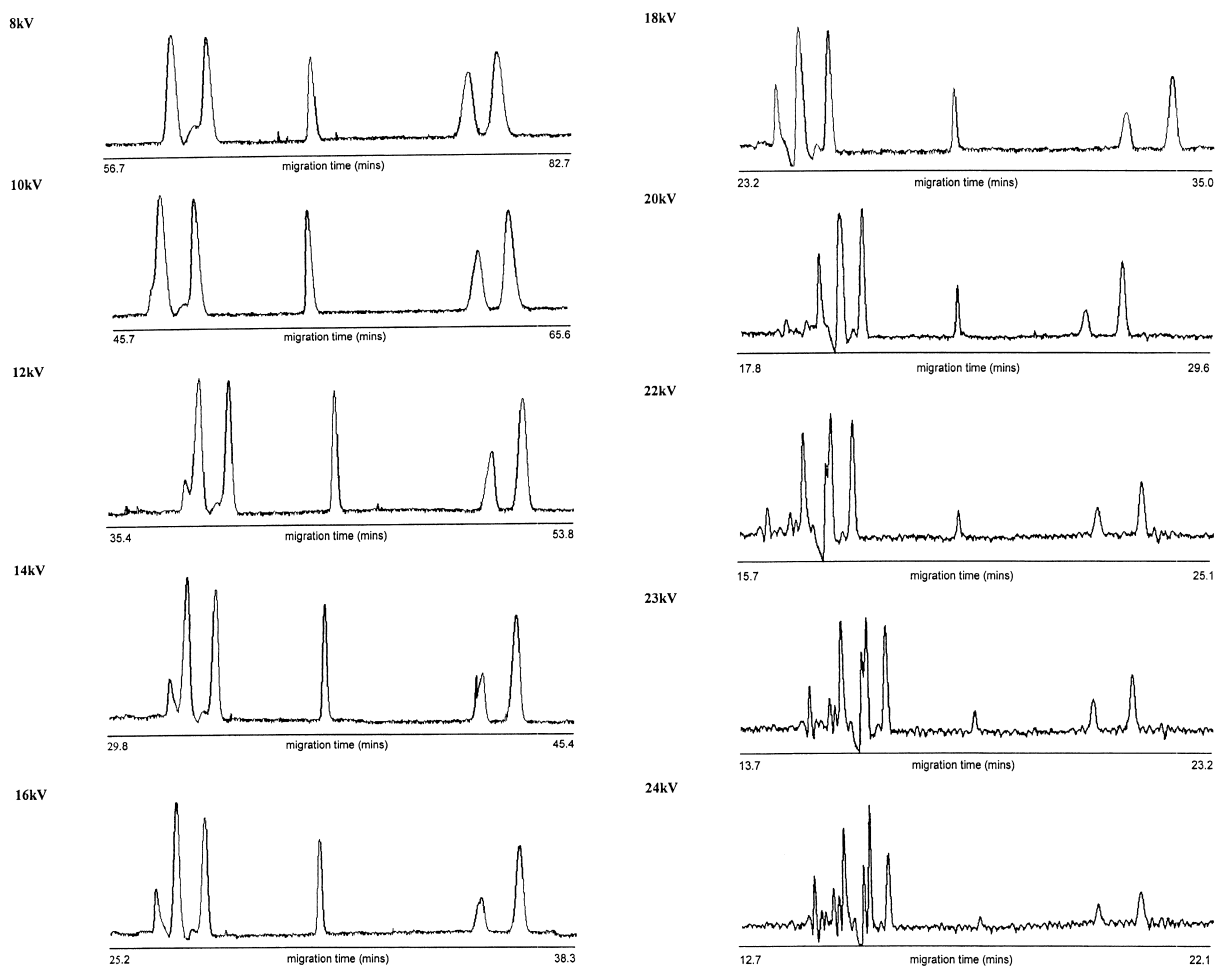 8kV
56.7 migration time (mins) 82.7
10kV
45.7 migration time (mins) 65.6
12kV
35.4 migration time (mins) 53.8
14kV
29.8 migration time (mins) 45.4
16kV
25.2 migration time (mins) 38.3
18kV
23.2 migration time (mins) 35.0
20kV
17.8 migration time (mins) 29.6
22kV
15.7 migration time (mins) 25.1
23kV
13.7 migration time (mins) 23.2
24kV
12.7 migration time (mins) 22.1